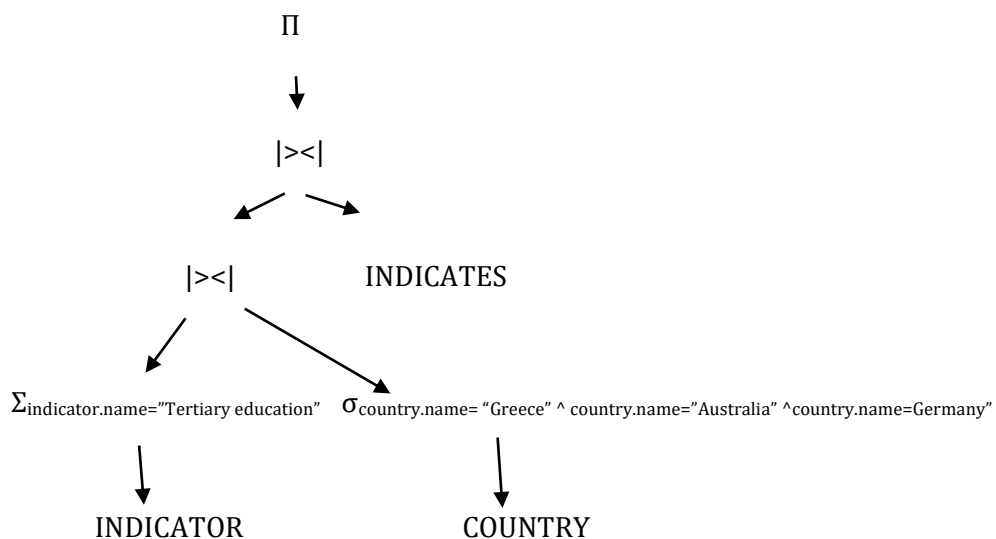 Π
|><|
|><| INDICATES
Σindicator.name=”Tertiary education” σcountry.name= “Greece” ^ country.name=”Australia” ^country.name=Germany”
INDICATOR COUNTRY